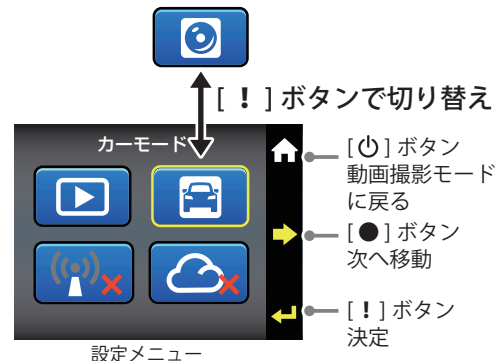 [ ! ] ボタンで切り替え
カーモード
[⏻] ボタン
動画撮影モード
に戻る
[●] ボタン
次へ移動
[ ! ] ボタン
決定
設定メニュー